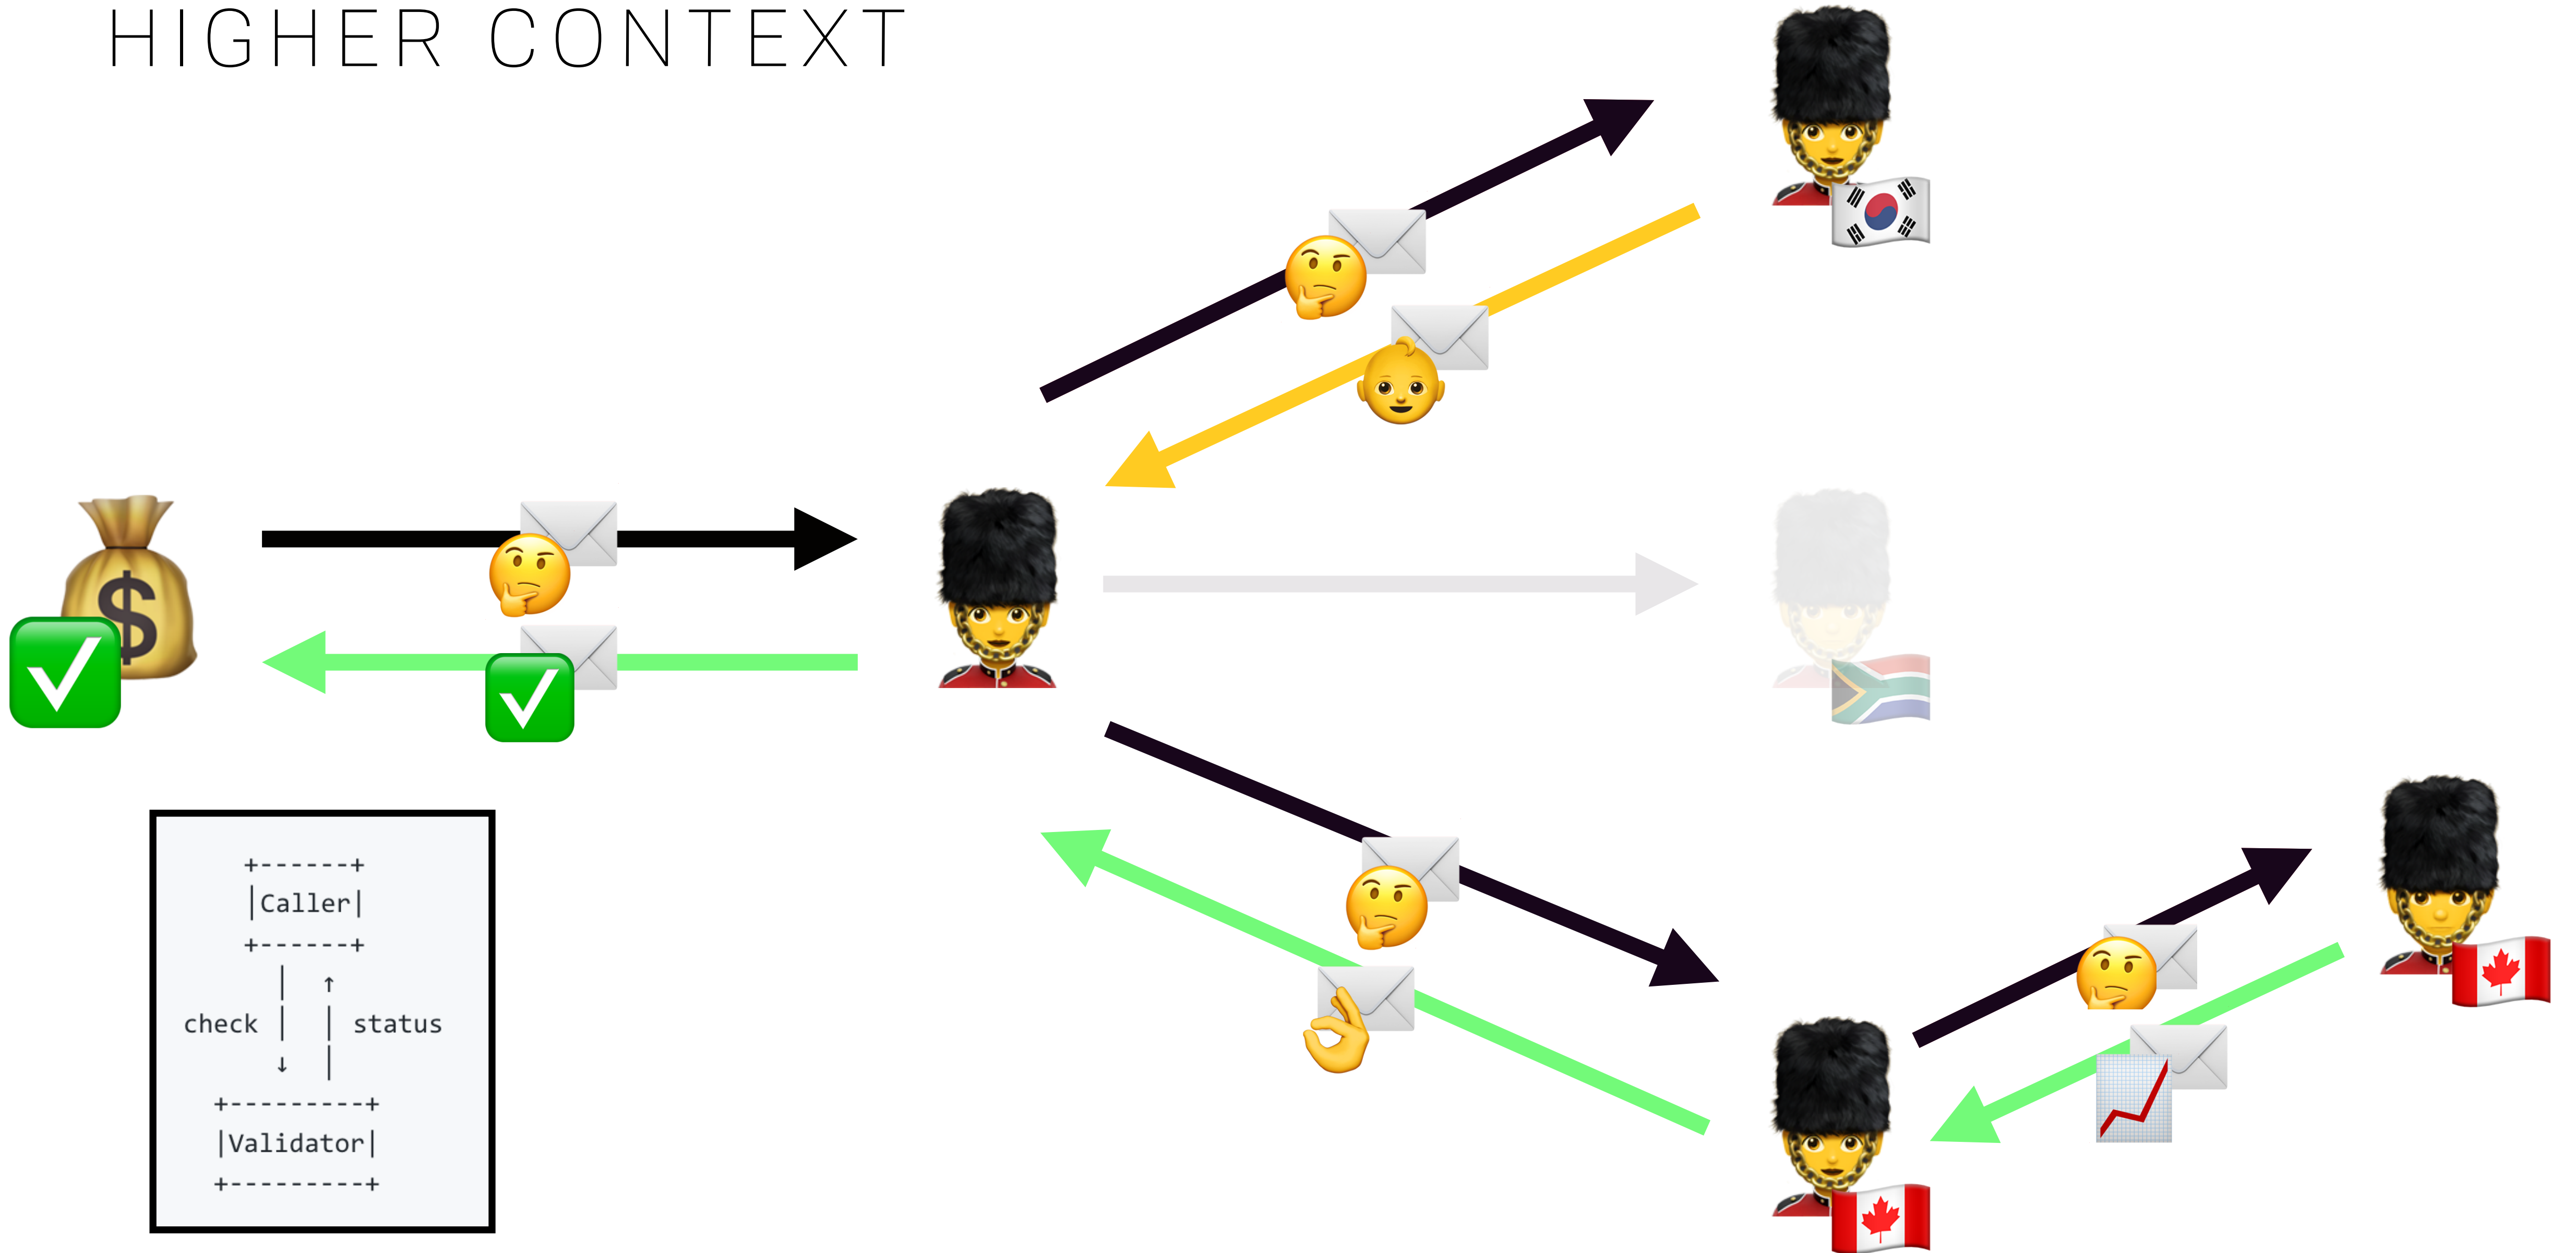 HIGHER CONTEXT
$
+------+
|Caller|
+------+
|   ↑
check |   | status
↓   |
+---------+
|Validator|
+---------+